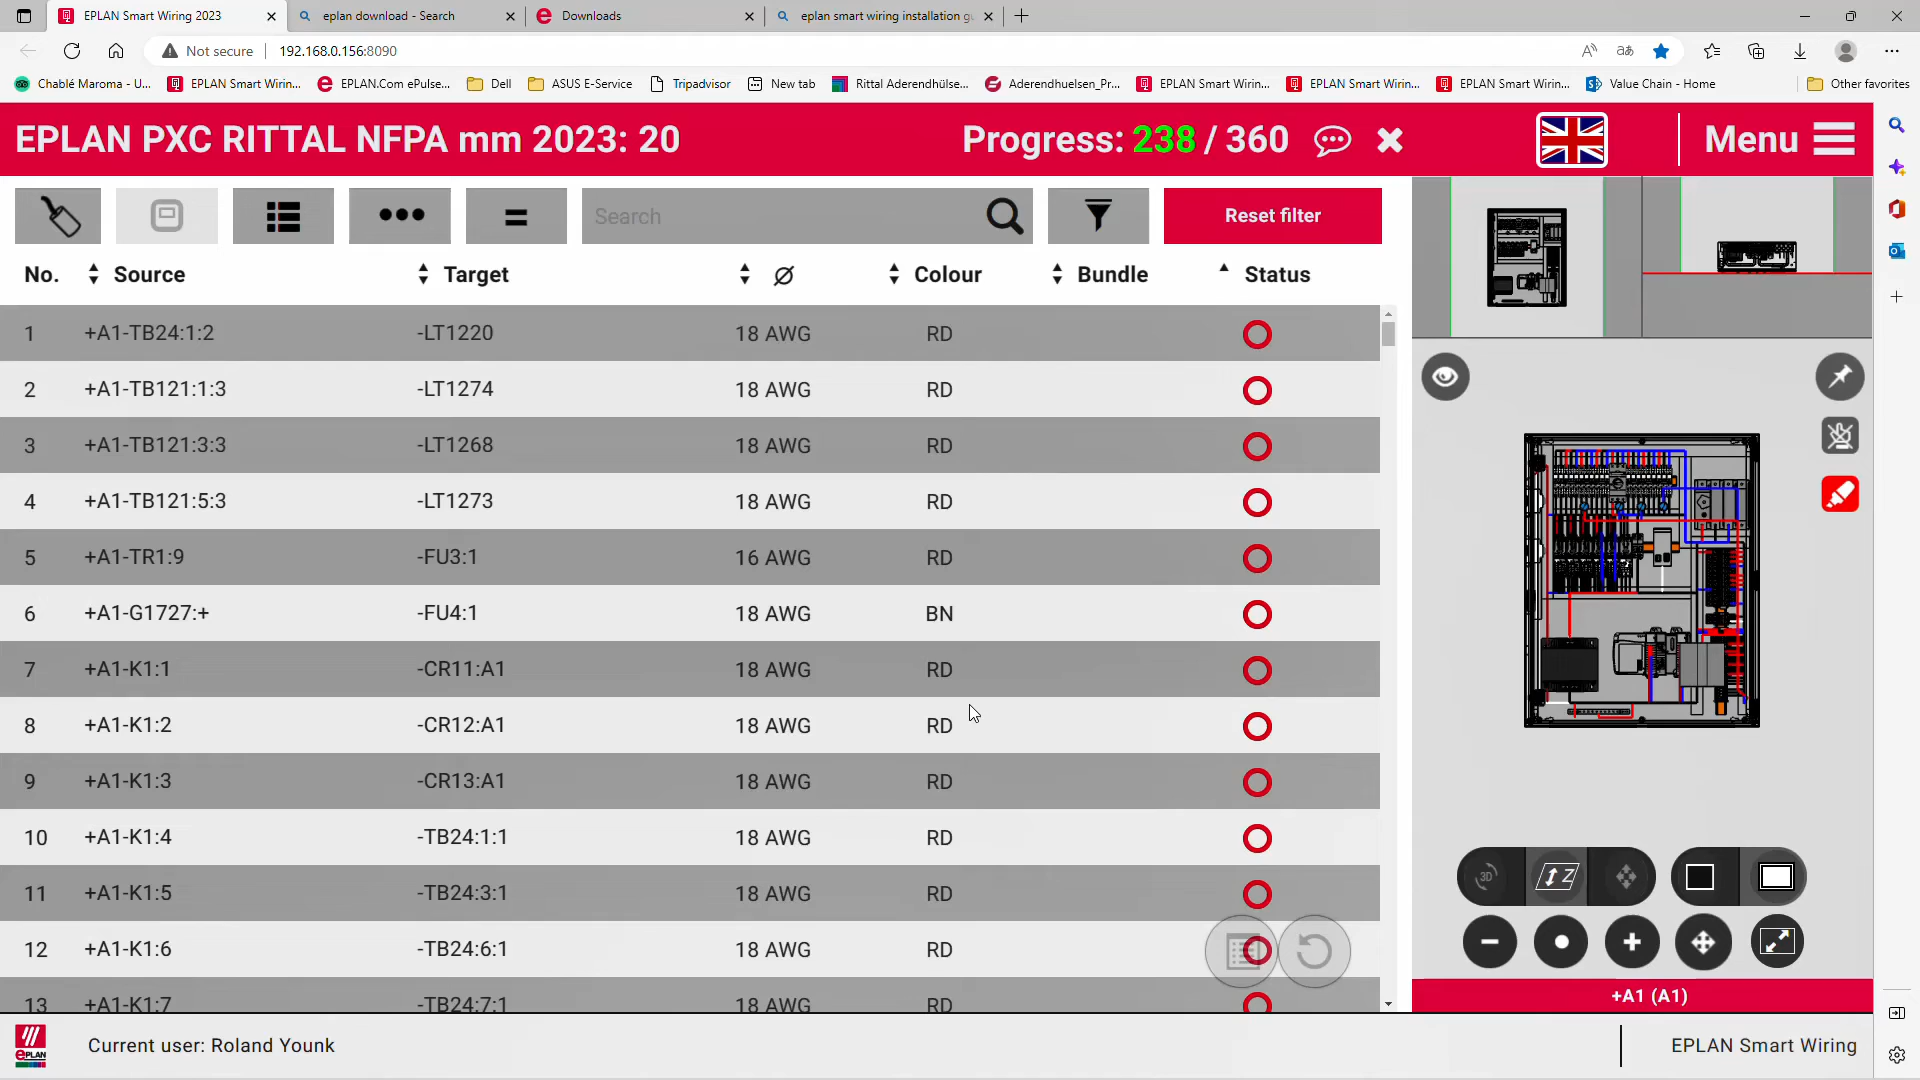 EPLAN Smart Wiring 2023
eplan download - Search
Downloads
eplan smart wiring installation gu
Not secure
192.168.0.156:8090
Chablé Maroma - U...
EPLAN Smart Wirin...
EPLAN.Com ePulse...
Dell
ASUS E-Service
Tripadvisor
New tab
Rittal Aderendhülse...
Aderendhuelsen_Pr...
EPLAN Smart Wirin...
EPLAN Smart Wirin...
EPLAN Smart Wirin...
Value Chain - Home
Other favorites
EPLAN PXC RITTAL NFPA mm 2023: 20
Progress: 238 / 360
Menu
Search
Reset filter
No. Source Target Ø Colour Bundle Status
1 +A1-TB24:1:2 -LT1220 18 AWG RD
2 +A1-TB121:1:3 -LT1274 18 AWG RD
3 +A1-TB121:3:3 -LT1268 18 AWG RD
4 +A1-TB121:5:3 -LT1273 18 AWG RD
5 +A1-TR1:9 -FU3:1 16 AWG RD
6 +A1-G1727:+ -FU4:1 18 AWG BN
7 +A1-K1:1 -CR11:A1 18 AWG RD
8 +A1-K1:2 -CR12:A1 18 AWG RD
9 +A1-K1:3 -CR13:A1 18 AWG RD
10 +A1-K1:4 -TB24:1:1 18 AWG RD
11 +A1-K1:5 -TB24:3:1 18 AWG RD
12 +A1-K1:6 -TB24:6:1 18 AWG RD
13 +A1-K1:7 -TB24:7:1 18 AWG RD
3D
Z
+A1 (A1)
ePLAN
Current user: Roland Younk
EPLAN Smart Wiring